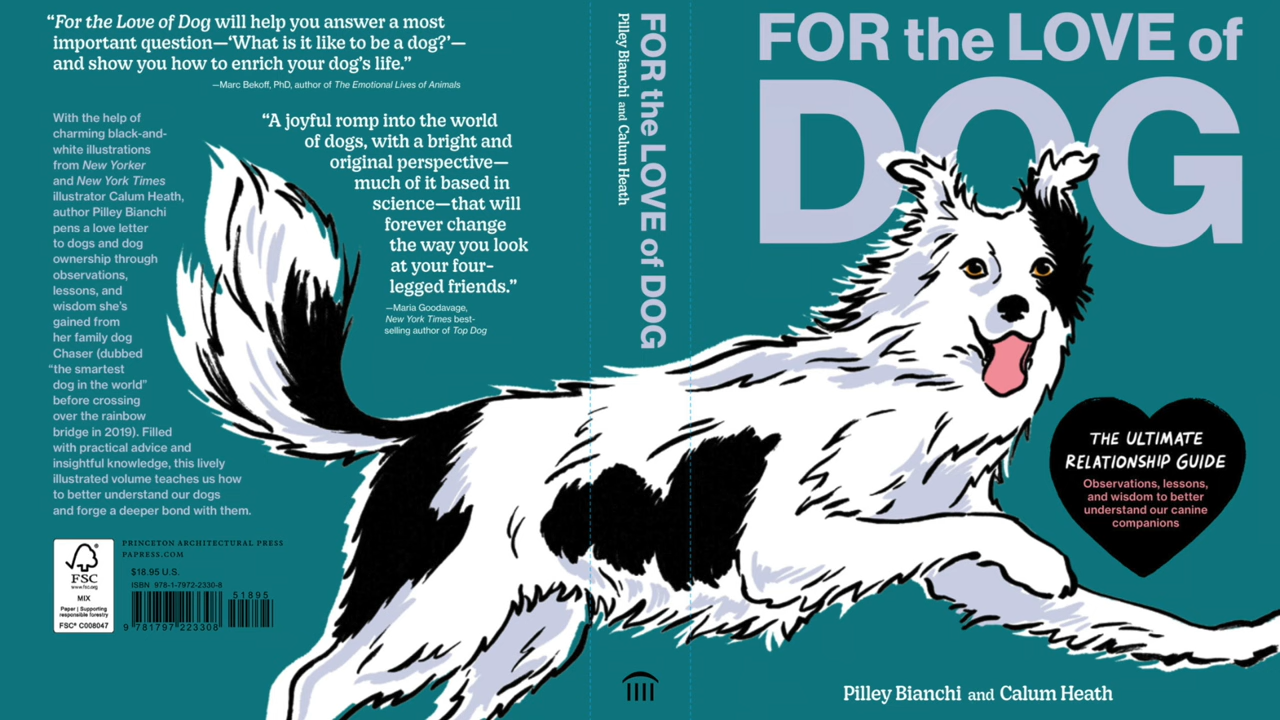 “For the Love of Dog will help you answer a most
important question—‘What is it like to be a dog?’—
and show you how to enrich your dog’s life.”
—Marc Bekoff, PhD, author of The Emotional Lives of Animals
With the help of
charming black-and-
white illustrations
from New Yorker
and New York Times
illustrator Calum Heath,
author Pilley Bianchi
pens a love letter
to dogs and dog
ownership through
observations,
lessons, and
wisdom she’s
gained from
her family dog
Chaser (dubbed
“the smartest
dog in the world”
before crossing
over the rainbow
bridge in 2019). Filled
with practical advice and
insightful knowledge, this lively
illustrated volume teaches us how
to better understand our dogs
and forge a deeper bond with them.
“A joyful romp into the world
of dogs, with a bright and
original perspective—
much of it based in
science—that will
forever change
the way you look
at your four-
legged friends.”
—Maria Goodavage,
New York Times best-
selling author of Top Dog
FSC
www.fsc.org
MIX
Paper | Supporting
responsible forestry
FSC® C008047
PRINCETON ARCHITECTURAL PRESS
PAPRESS.COM
$18.95 U.S.
ISBN 978-1-7972-2330-8
51895
9 781797 223308
FOR the LOVE of DOG
Pilley Bianchi and Calum Heath
FOR the LOVE of
DOG
THE ULTIMATE
RELATIONSHIP GUIDE
Observations, lessons,
and wisdom to better
understand our canine
companions
Pilley Bianchi and Calum Heath